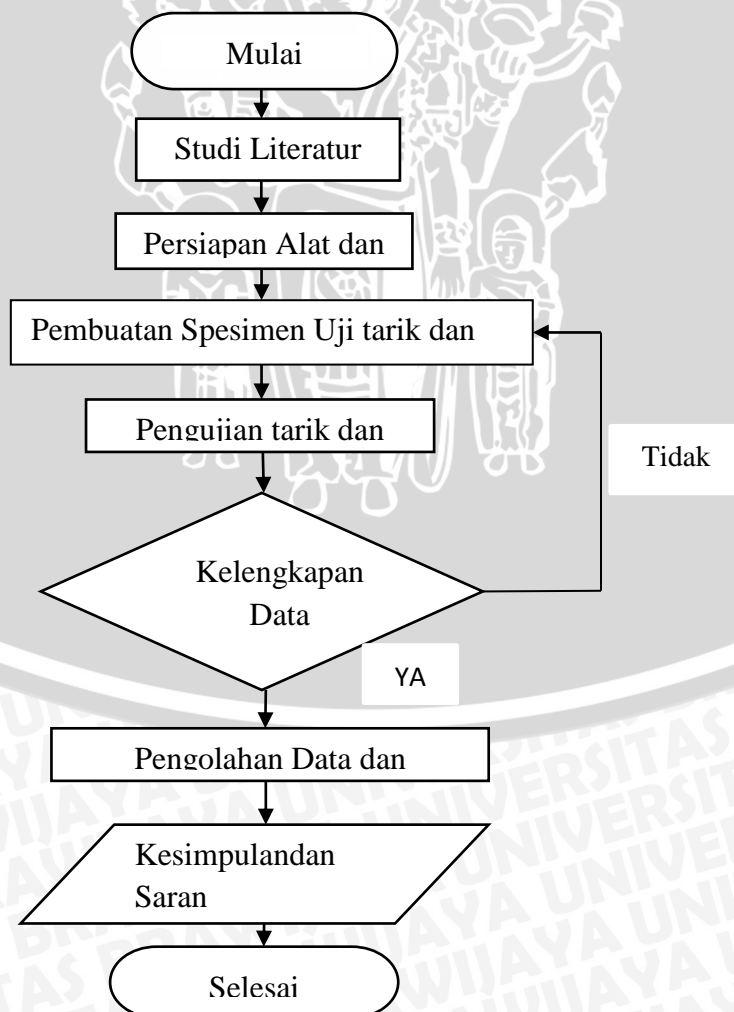 Mulai
Studi Literatur
Persiapan Alat dan
Pembuatan Spesimen Uji tarik dan
Pengujian tarik dan
Tidak
Kelengkapan
Data
YA
Pengolahan Data dan
Kesimpulandan
Saran
Selesai